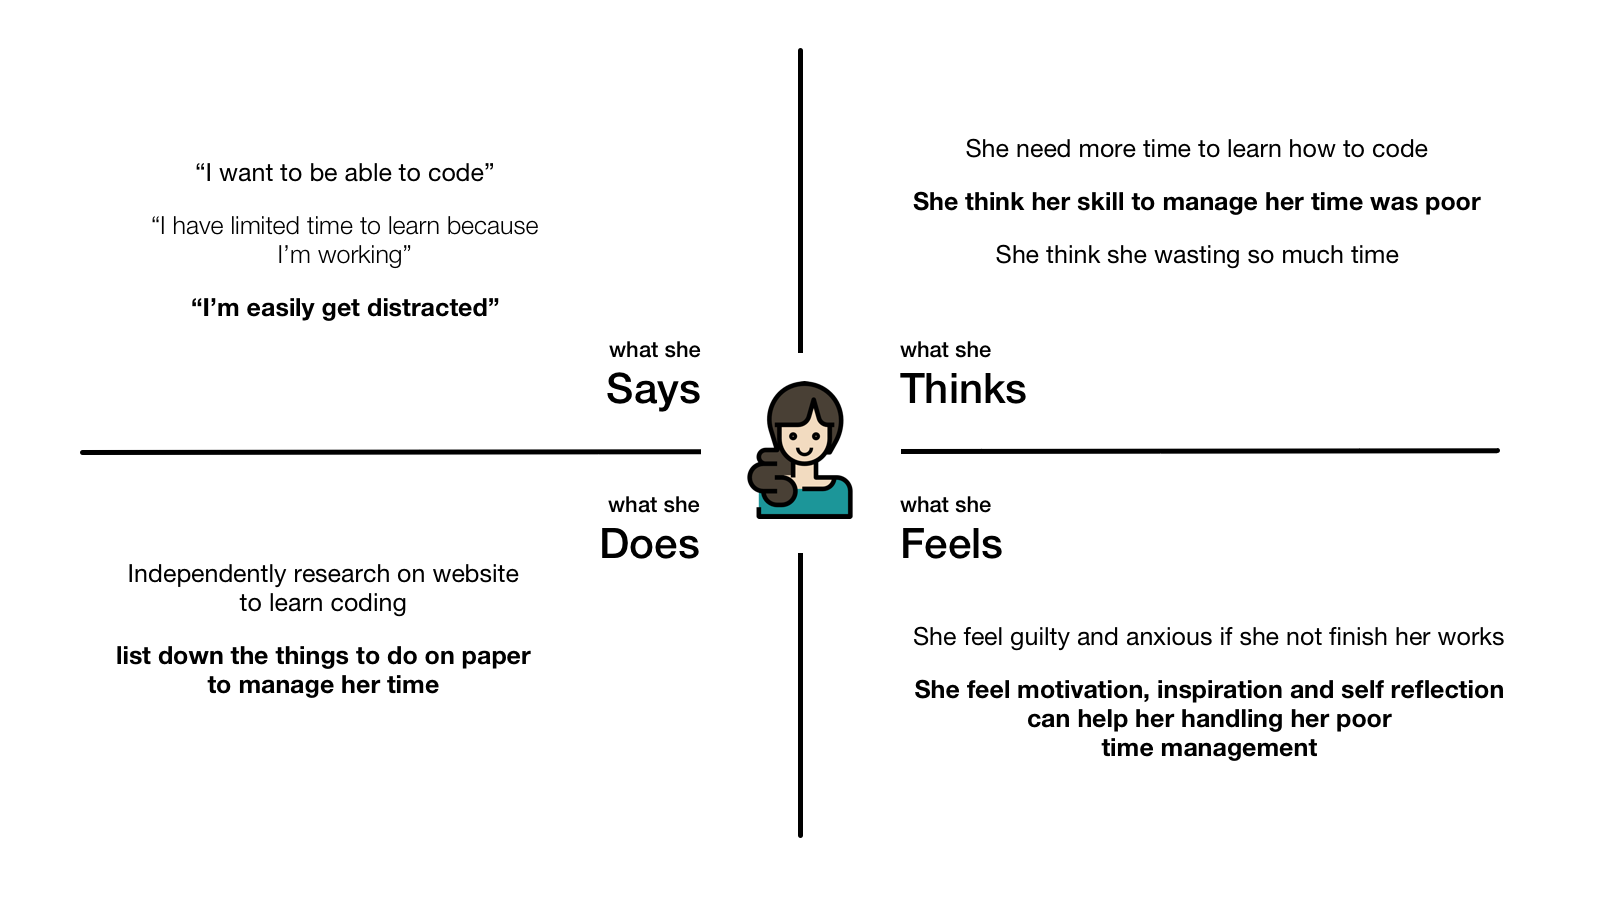 “I want to be able to code”
“I have limited time to learn because
I’m working”
“I’m easily get distracted”
what she
Says
She need more time to learn how to code
She think her skill to manage her time was poor
She think she wasting so much time
what she
Thinks
what she
Does
Independently research on website
to learn coding
list down the things to do on paper
to manage her time
what she
Feels
She feel guilty and anxious if she not finish her works
She feel motivation, inspiration and self reflection
can help her handling her poor
time management